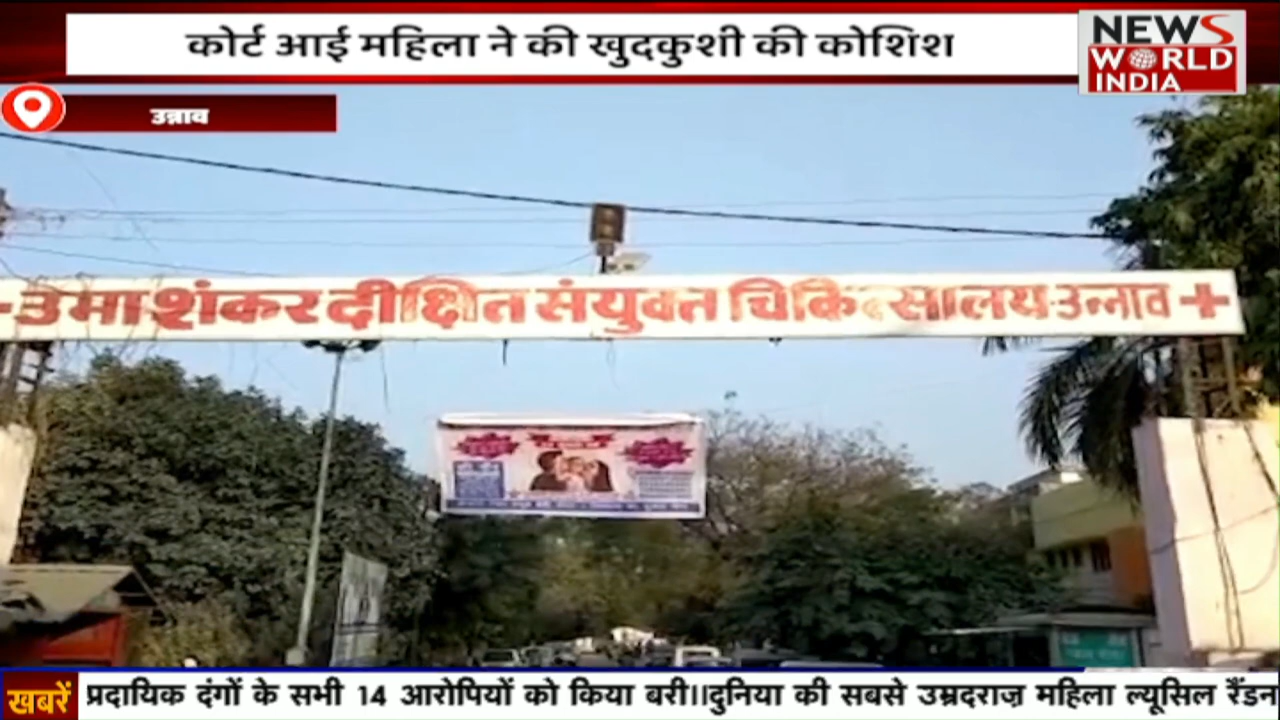 कोर्ट आई महिला ने की खुदकुशी की कोशिश
NEWS
WORLD
INDIA
उन्नाव
उमाशंकर दीक्षित संयुक्त चिकित्सालय-उन्नाव +
खबरें
प्रदायिक दंगों के सभी 14 आरोपियों को किया बरी।।दुनिया की सबसे उम्रदराज़ महिला ल्यूसिल रैंडन